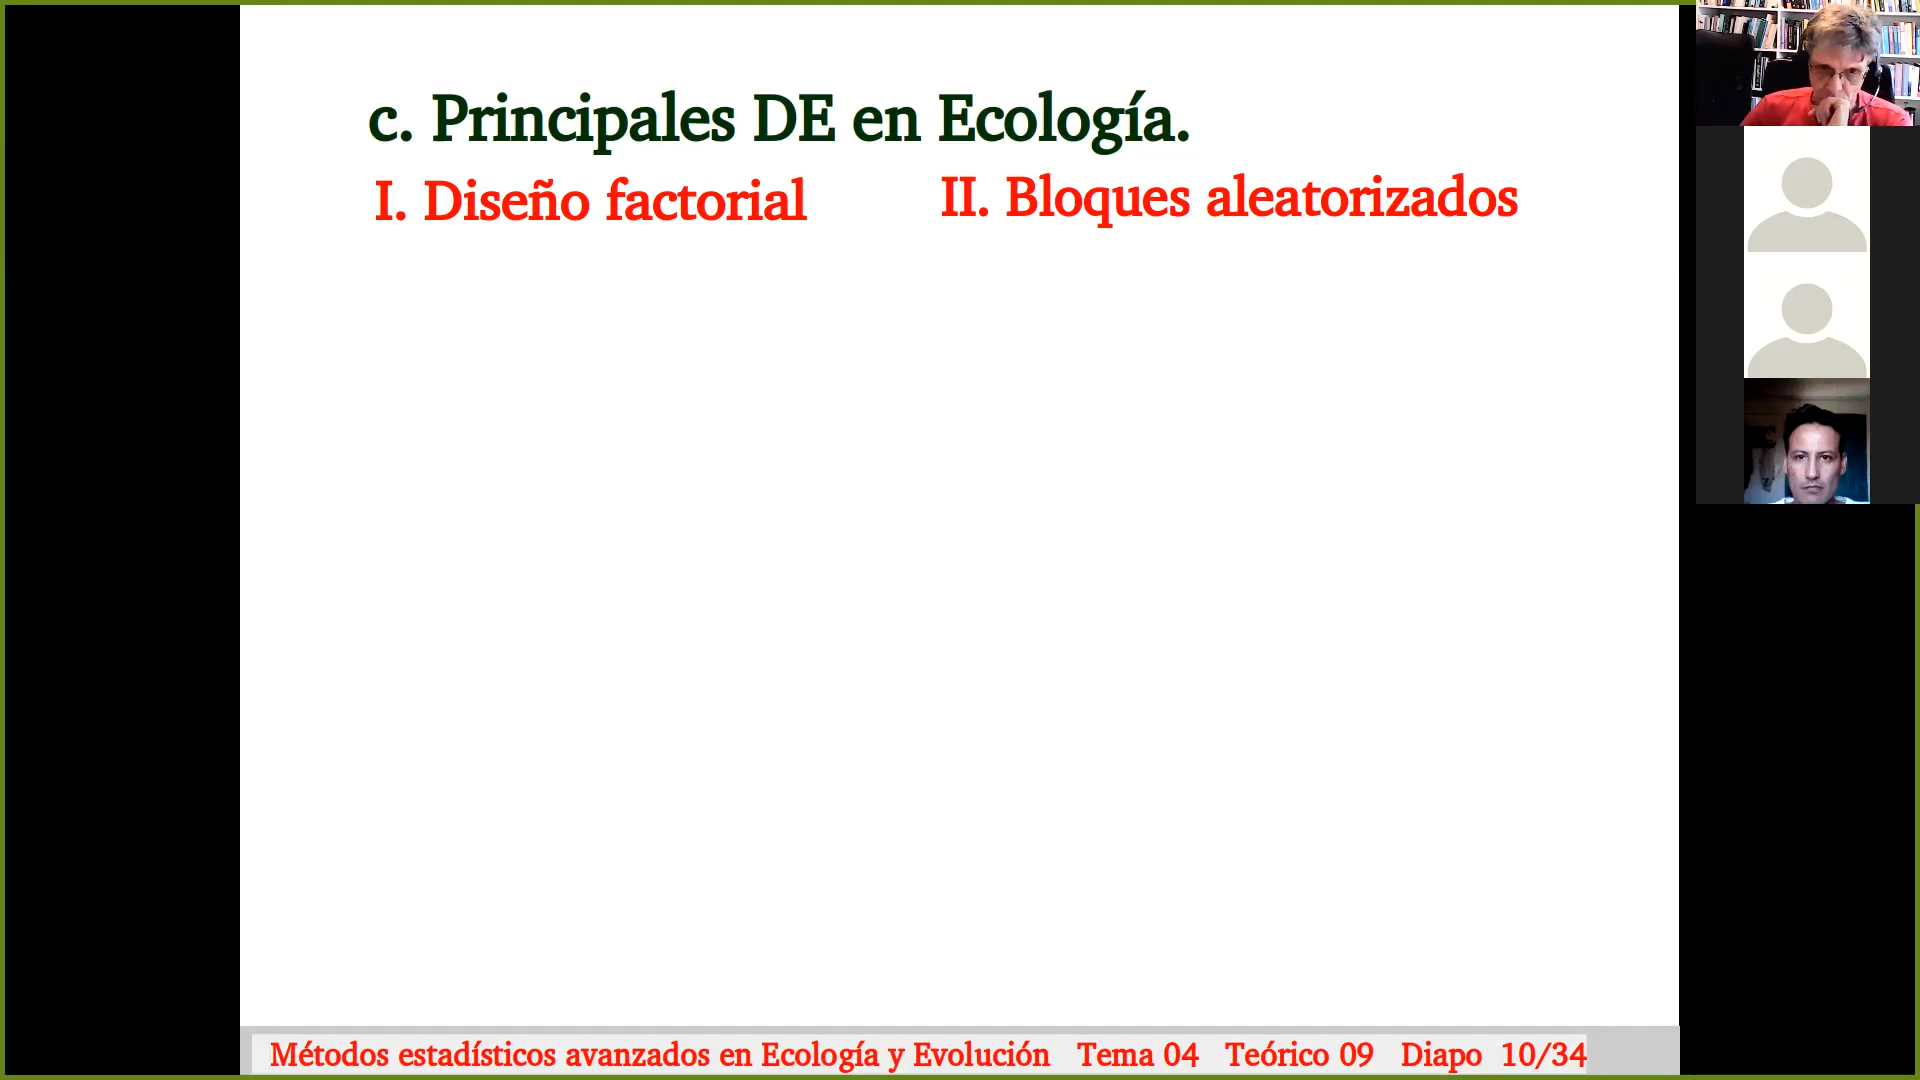 c. Principales DE en Ecología.
I. Diseño factorial II. Bloques aleatorizados
Métodos estadísticos avanzados en Ecología y Evolución Tema 04 Teórico 09 Diapo 10/34